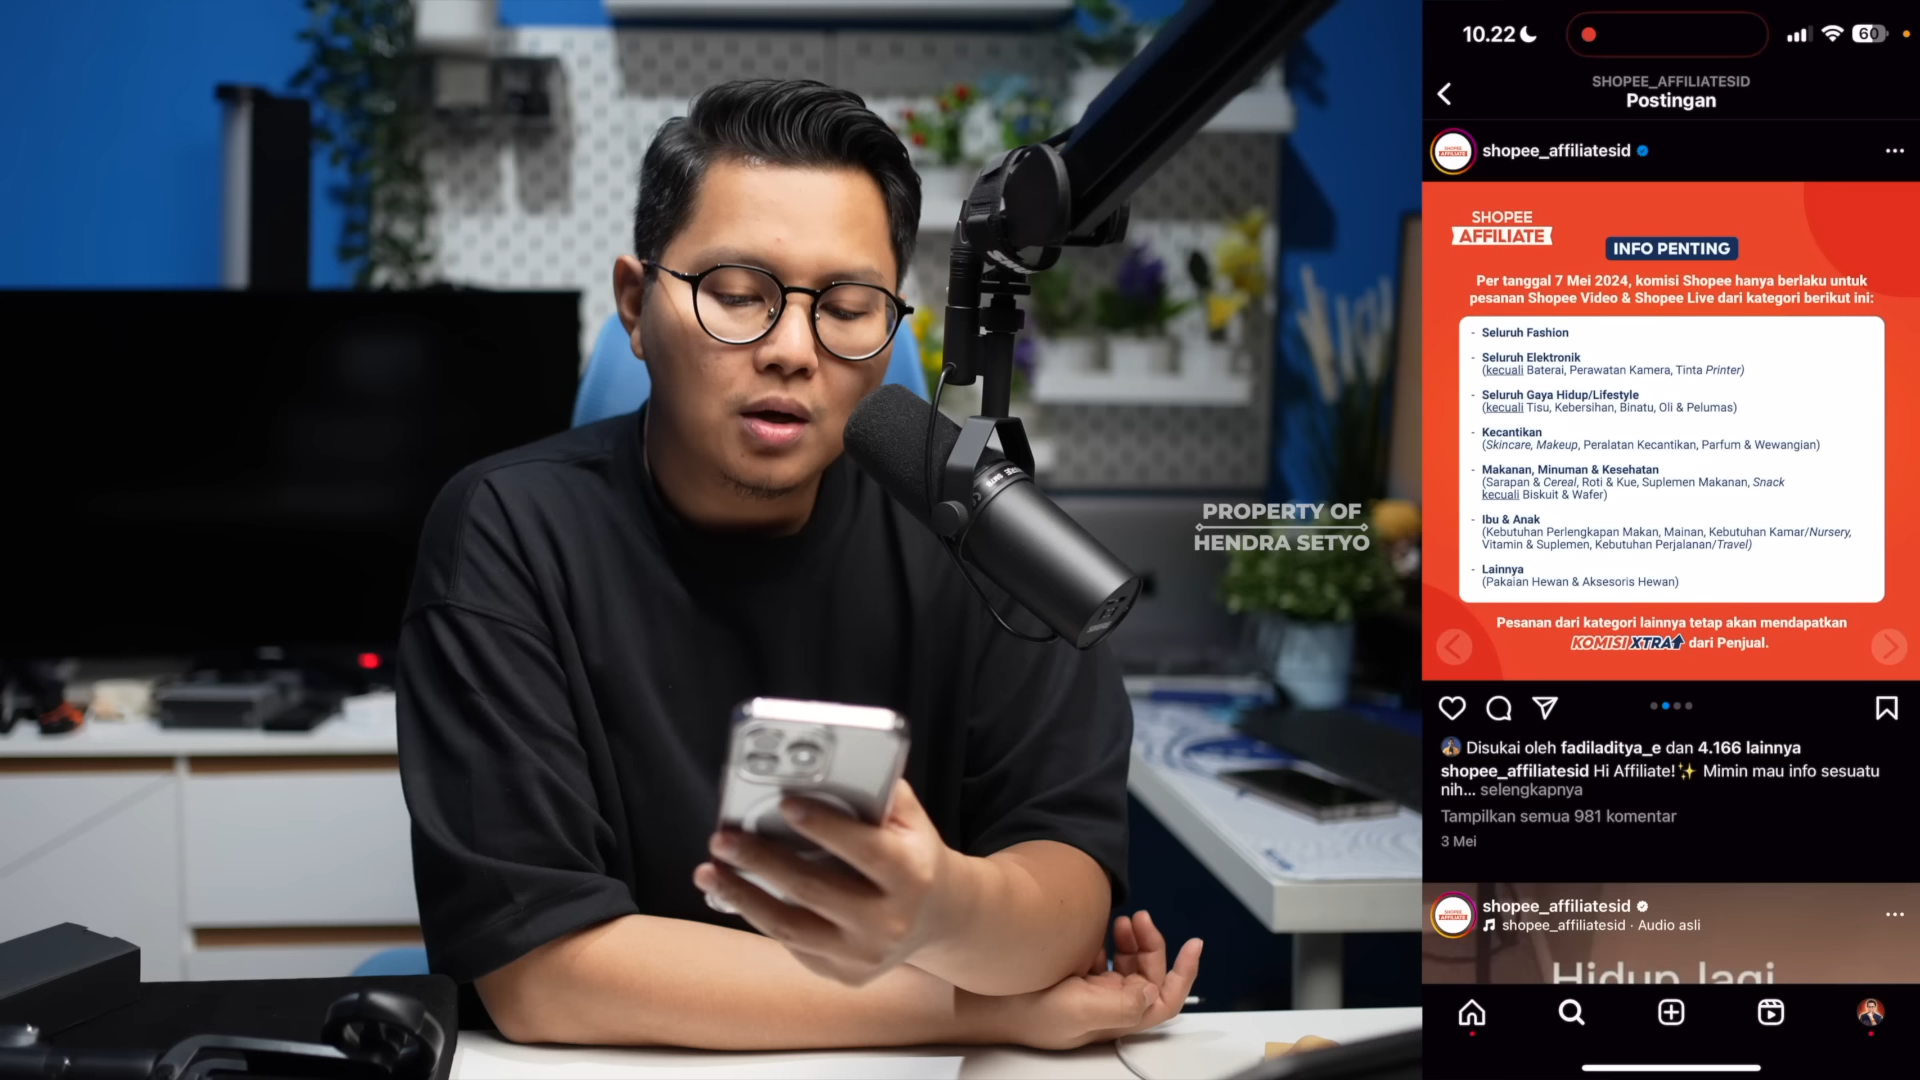 10.22
60
SHOPEE_AFFILIATESID
Postingan
shopee_affiliatesid
SHOPEE
AFFILIATE
INFO PENTING
Per tanggal 7 Mei 2024, komisi Shopee hanya berlaku untuk
pesanan Shopee Video & Shopee Live dari kategori berikut ini:
- Seluruh Fashion
- Seluruh Elektronik
(kecuali Baterai, Perawatan Kamera, Tinta Printer)
- Seluruh Gaya Hidup/Lifestyle
(kecuali Tisu, Kebersihan, Binatu, Oli & Pelumas)
- Kecantikan
(Skincare, Makeup, Peralatan Kecantikan, Parfum & Wewangian)
- Makanan, Minuman & Kesehatan
(Sarapan & Cereal, Roti & Kue, Suplemen Makanan, Snack
kecuali Biskuit & Wafer)
- Ibu & Anak
(Kebutuhan Perlengkapan Makan, Mainan, Kebutuhan Kamar/Nursery,
Vitamin & Suplemen, Kebutuhan Perjalanan/Travel)
- Lainnya
(Pakaian Hewan & Aksesoris Hewan)
Pesanan dari kategori lainnya tetap akan mendapatkan
KOMISI XTRA dari Penjual.
Disukai oleh fadiladitya_e dan 4.166 lainnya
shopee_affiliatesid Hi Affiliate!✨ Mimin mau info sesuatu
nih... selengkapnya
Tampilkan semua 981 komentar
3 Mei
shopee_affiliatesid
shopee_affiliatesid · Audio asli
Hidup lagi
PROPERTY OF
HENDRA SETYO